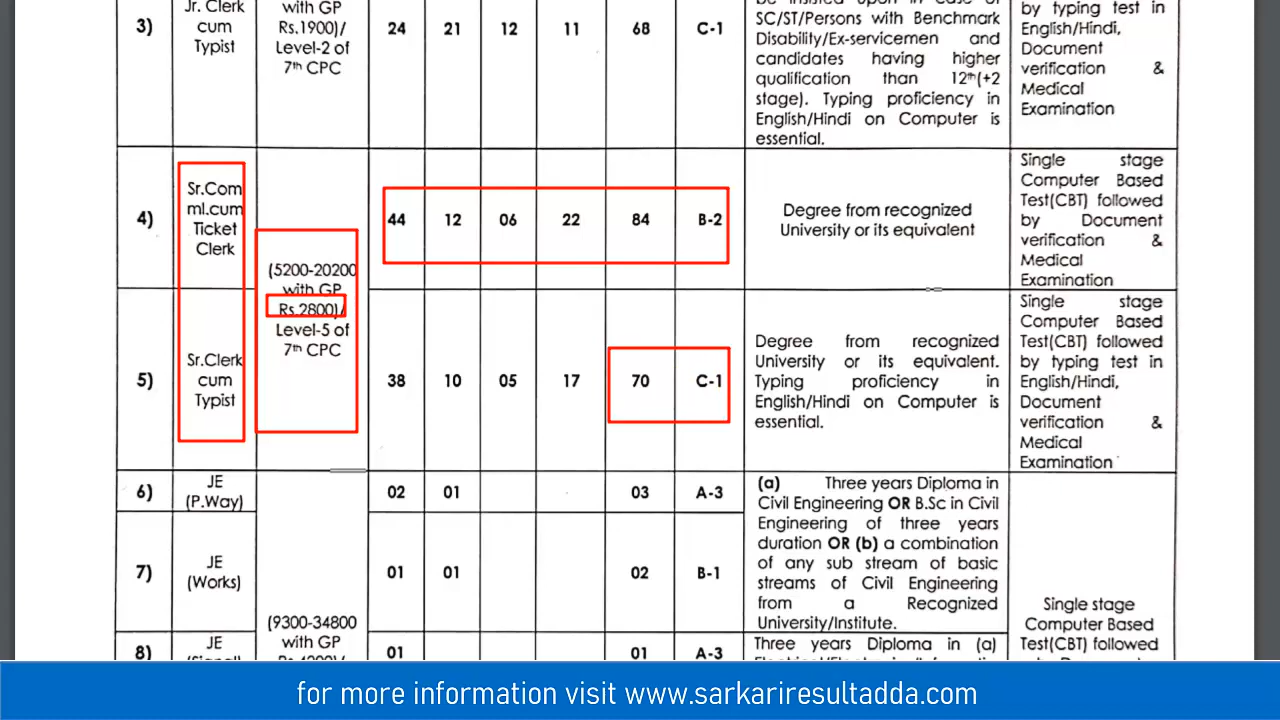 3)
Jr. Clerk
cum
Typist
with GP
Rs.1900)/
Level-2 of
7th CPC
24 21 12 11 68 C-1
SC/ST/Persons with Benchmark
Disability/Ex-servicemen and
candidates having higher
qualification than 12th(+2
stage). Typing proficiency in
English/Hindi on Computer is
essential.
by typing test in
English/Hindi,
Document
verification &
Medical
Examination
4)
Sr.Com
ml.cum
Ticket
Clerk
(5200-20200
with GP
Rs.2800)/
Level-5 of
7th CPC
44 12 06 22 84 B-2
Degree from recognized
University or its equivalent
Single stage
Computer Based
Test(CBT) followed
by Document
verification &
Medical
Examination
5)
Sr.Clerk
cum
Typist
38 10 05 17 70 C-1
Degree from recognized
University or its equivalent.
Typing proficiency in
English/Hindi on Computer is
essential.
Single stage
Computer Based
Test(CBT) followed
by typing test in
English/Hindi,
Document
verification &
Medical
Examination
6)
JE
(P.Way)
02 01 03 A-3
(a) Three years Diploma in
Civil Engineering OR B.Sc in Civil
Engineering of three years
duration OR (b) a combination
of any sub stream of basic
streams of Civil Engineering
from a Recognized
University/Institute.
7)
JE
(Works)
01 01 02 B-1
(9300-34800
with GP
Single stage
Computer Based
Test(CBT) followed
8)
JE
01 01 A-3
Three years Diploma in (a)
for more information visit www.sarkariresultadda.com